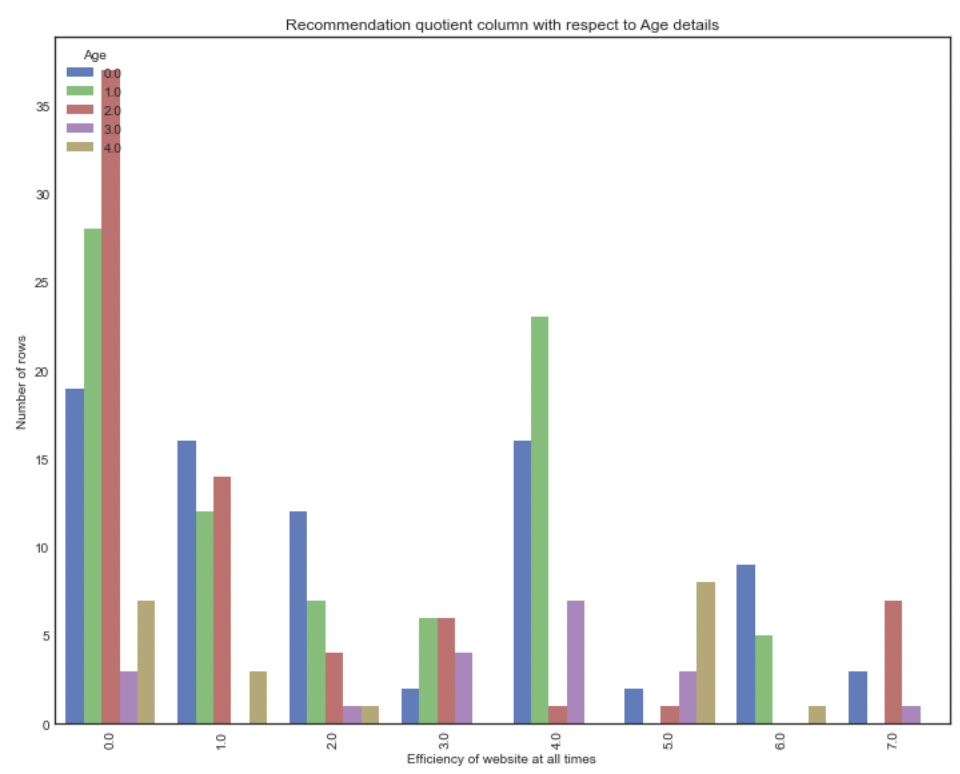 Recommendation quotient column with respect to Age details
Age
0.0
1.0
2.0
3.0
4.0
Number of rows
35
30
25
20
15
10
5
0
0.0 1.0 2.0 3.0 4.0 5.0 6.0 7.0
Efficiency of website at all times